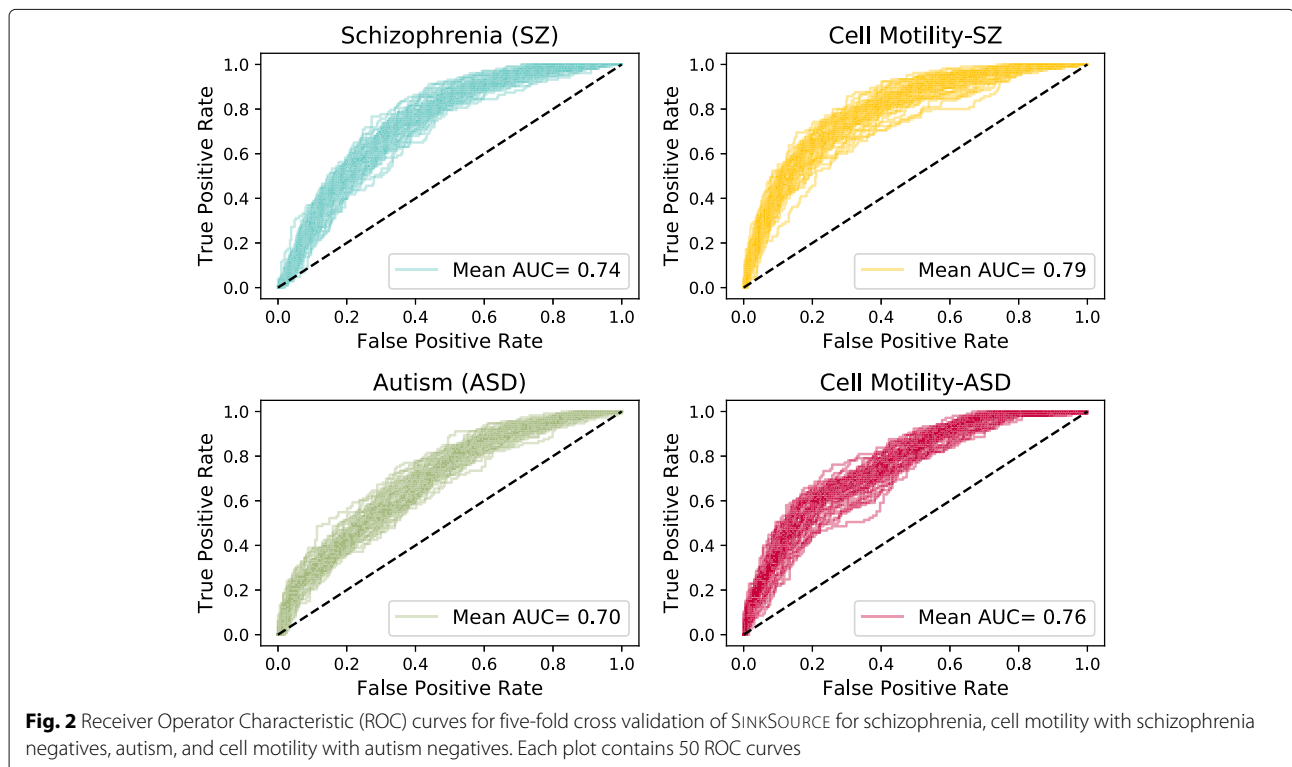 Schizophrenia (SZ)
1.0
0.8
0.6
0.4
0.2
0.0
True Positive Rate
Mean AUC= 0.74
0.0 0.2 0.4 0.6 0.8 1.0
False Positive Rate
Cell Motility-SZ
1.0
0.8
0.6
0.4
0.2
0.0
True Positive Rate
Mean AUC= 0.79
0.0 0.2 0.4 0.6 0.8 1.0
False Positive Rate
Autism (ASD)
1.0
0.8
0.6
0.4
0.2
0.0
True Positive Rate
Mean AUC= 0.70
0.0 0.2 0.4 0.6 0.8 1.0
False Positive Rate
Cell Motility-ASD
1.0
0.8
0.6
0.4
0.2
0.0
True Positive Rate
Mean AUC= 0.76
0.0 0.2 0.4 0.6 0.8 1.0
False Positive Rate
Fig. 2 Receiver Operator Characteristic (ROC) curves for five-fold cross validation of SINKSOURCE for schizophrenia, cell motility with schizophrenia
negatives, autism, and cell motility with autism negatives. Each plot contains 50 ROC curves